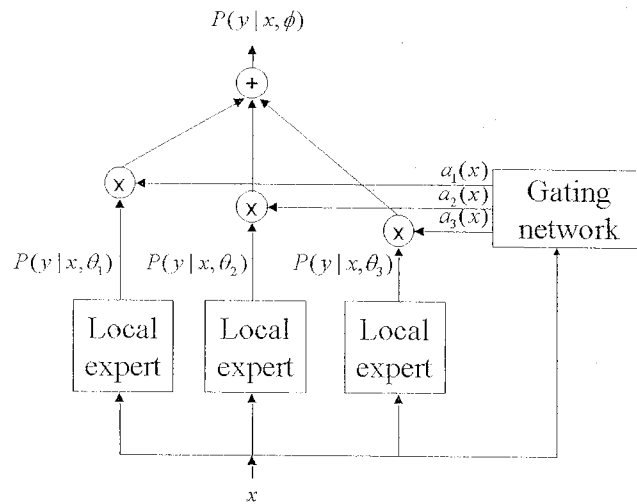 P(y | x, ϕ)
+
a₁(x)
x
a₂(x)
x
a₃(x)
x
Gating
network
P(y | x, θ₁)
P(y | x, θ₂)
P(y | x, θ₃)
Local
expert
Local
expert
Local
expert
x